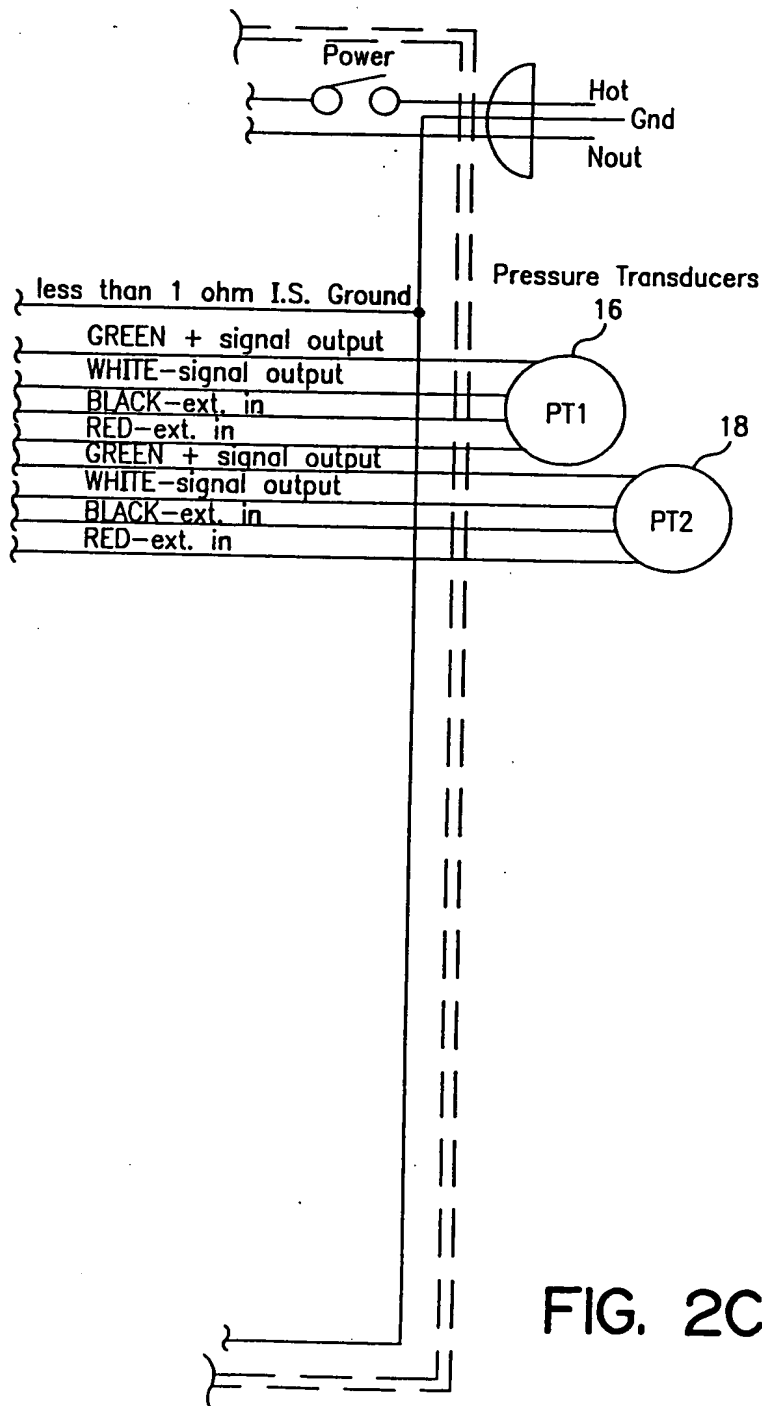 Power
Hot
Gnd
Nout
less than 1 ohm I.S. Ground
Pressure Transducers
16
GREEN + signal output
WHITE-signal output
BLACK-ext. in
RED-ext. in
PT1
GREEN + signal output
WHITE-signal output
BLACK-ext. in
RED-ext. in
18
PT2
FIG. 2C